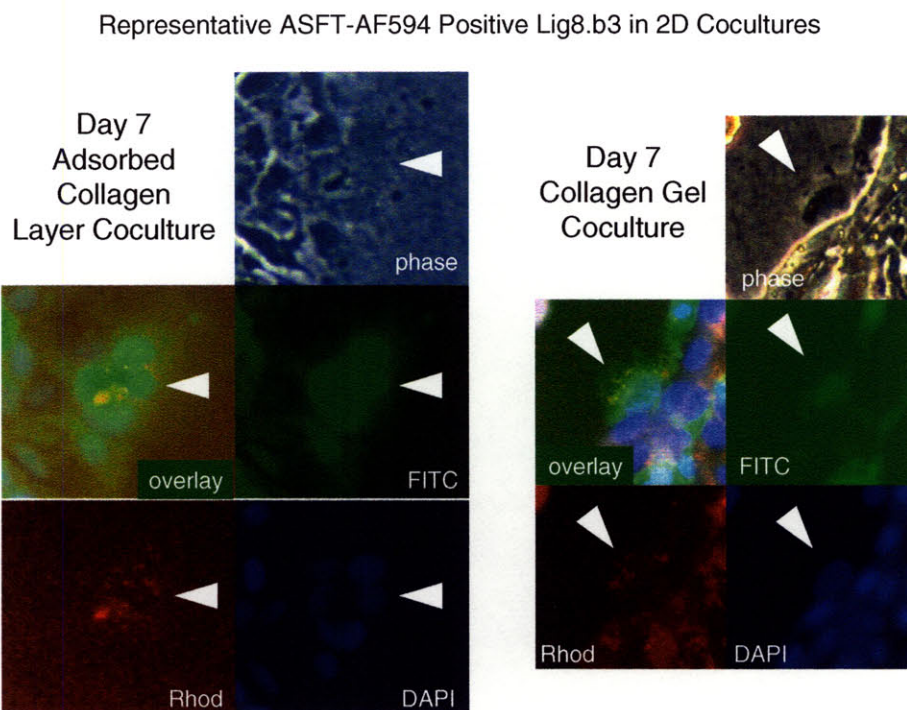 Representative ASFT-AF594 Positive Lig8.b3 in 2D Cocultures
Day 7
Adsorbed
Collagen
Layer Coculture
phase
overlay
FITC
Rhod
DAPI
Day 7
Collagen Gel
Coculture
phase
overlay
FITC
Rhod
DAPI